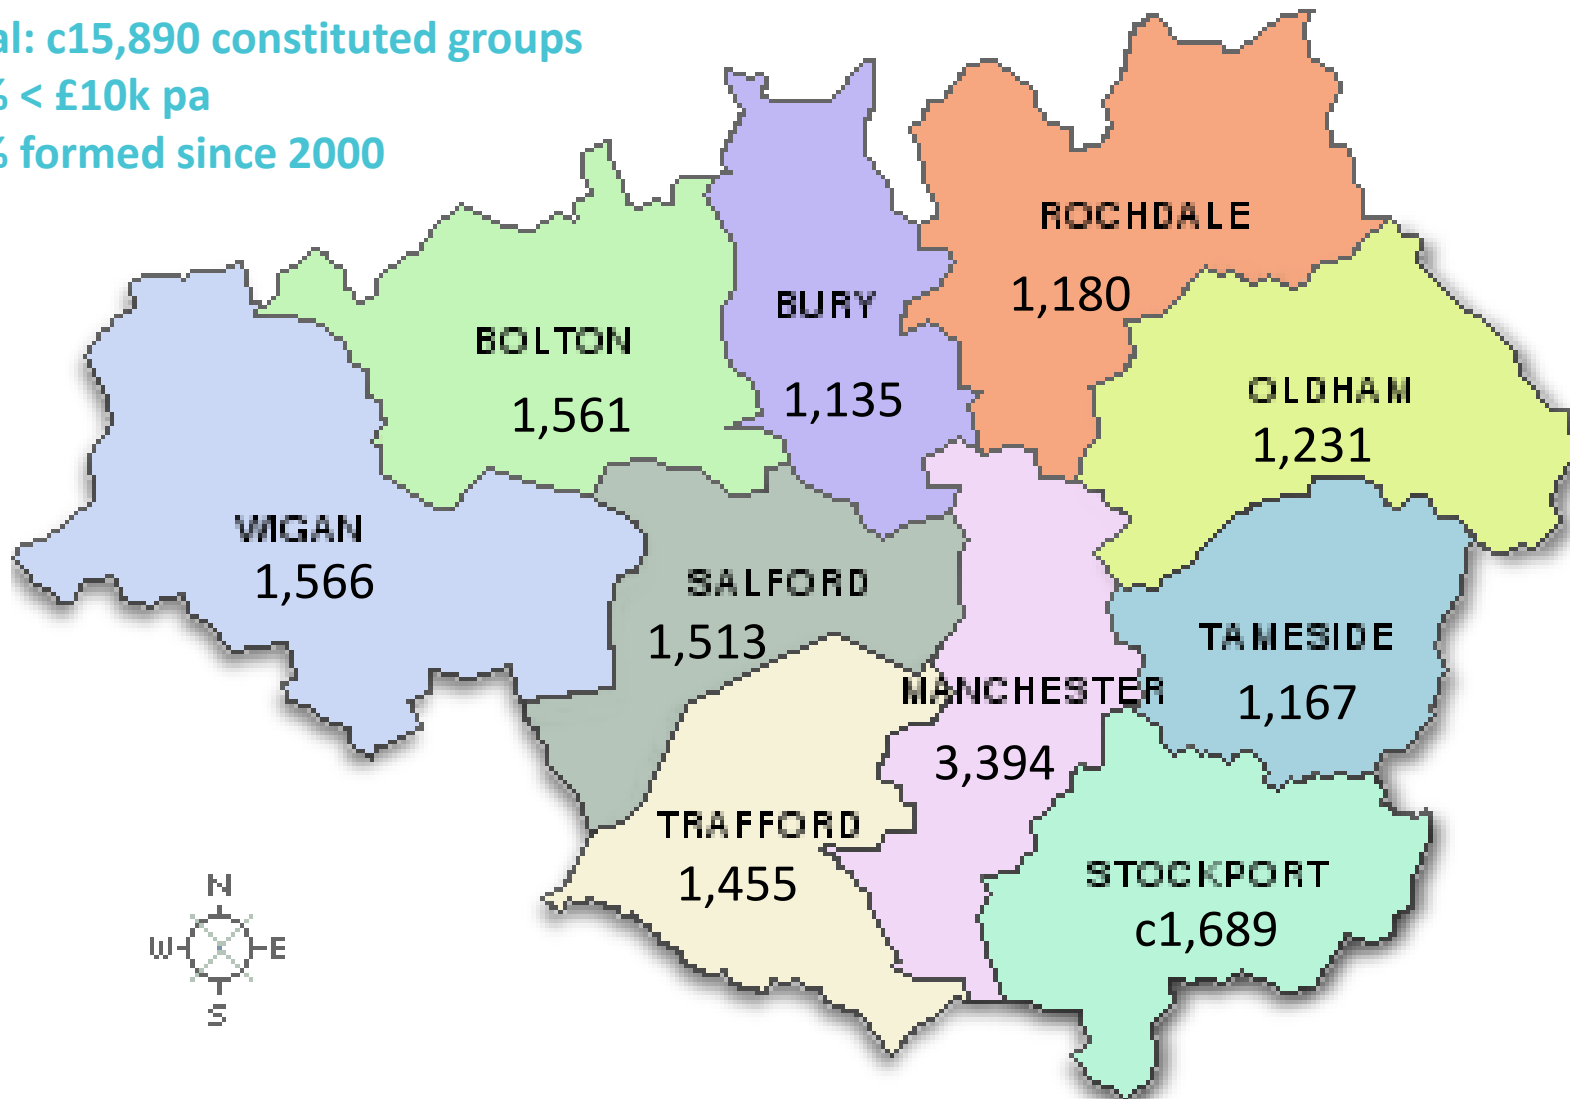 al: c15,890 constituted groups
% < £10k pa
% formed since 2000
ROCHDALE
1,180
BURY
1,135
BOLTON
1,561
OLDHAM
1,231
WIGAN
1,566
SALFORD
1,513
TAMESIDE
1,167
MANCHESTER
3,394
TRAFFORD
1,455
STOCKPORT
c1,689
N
W E
S